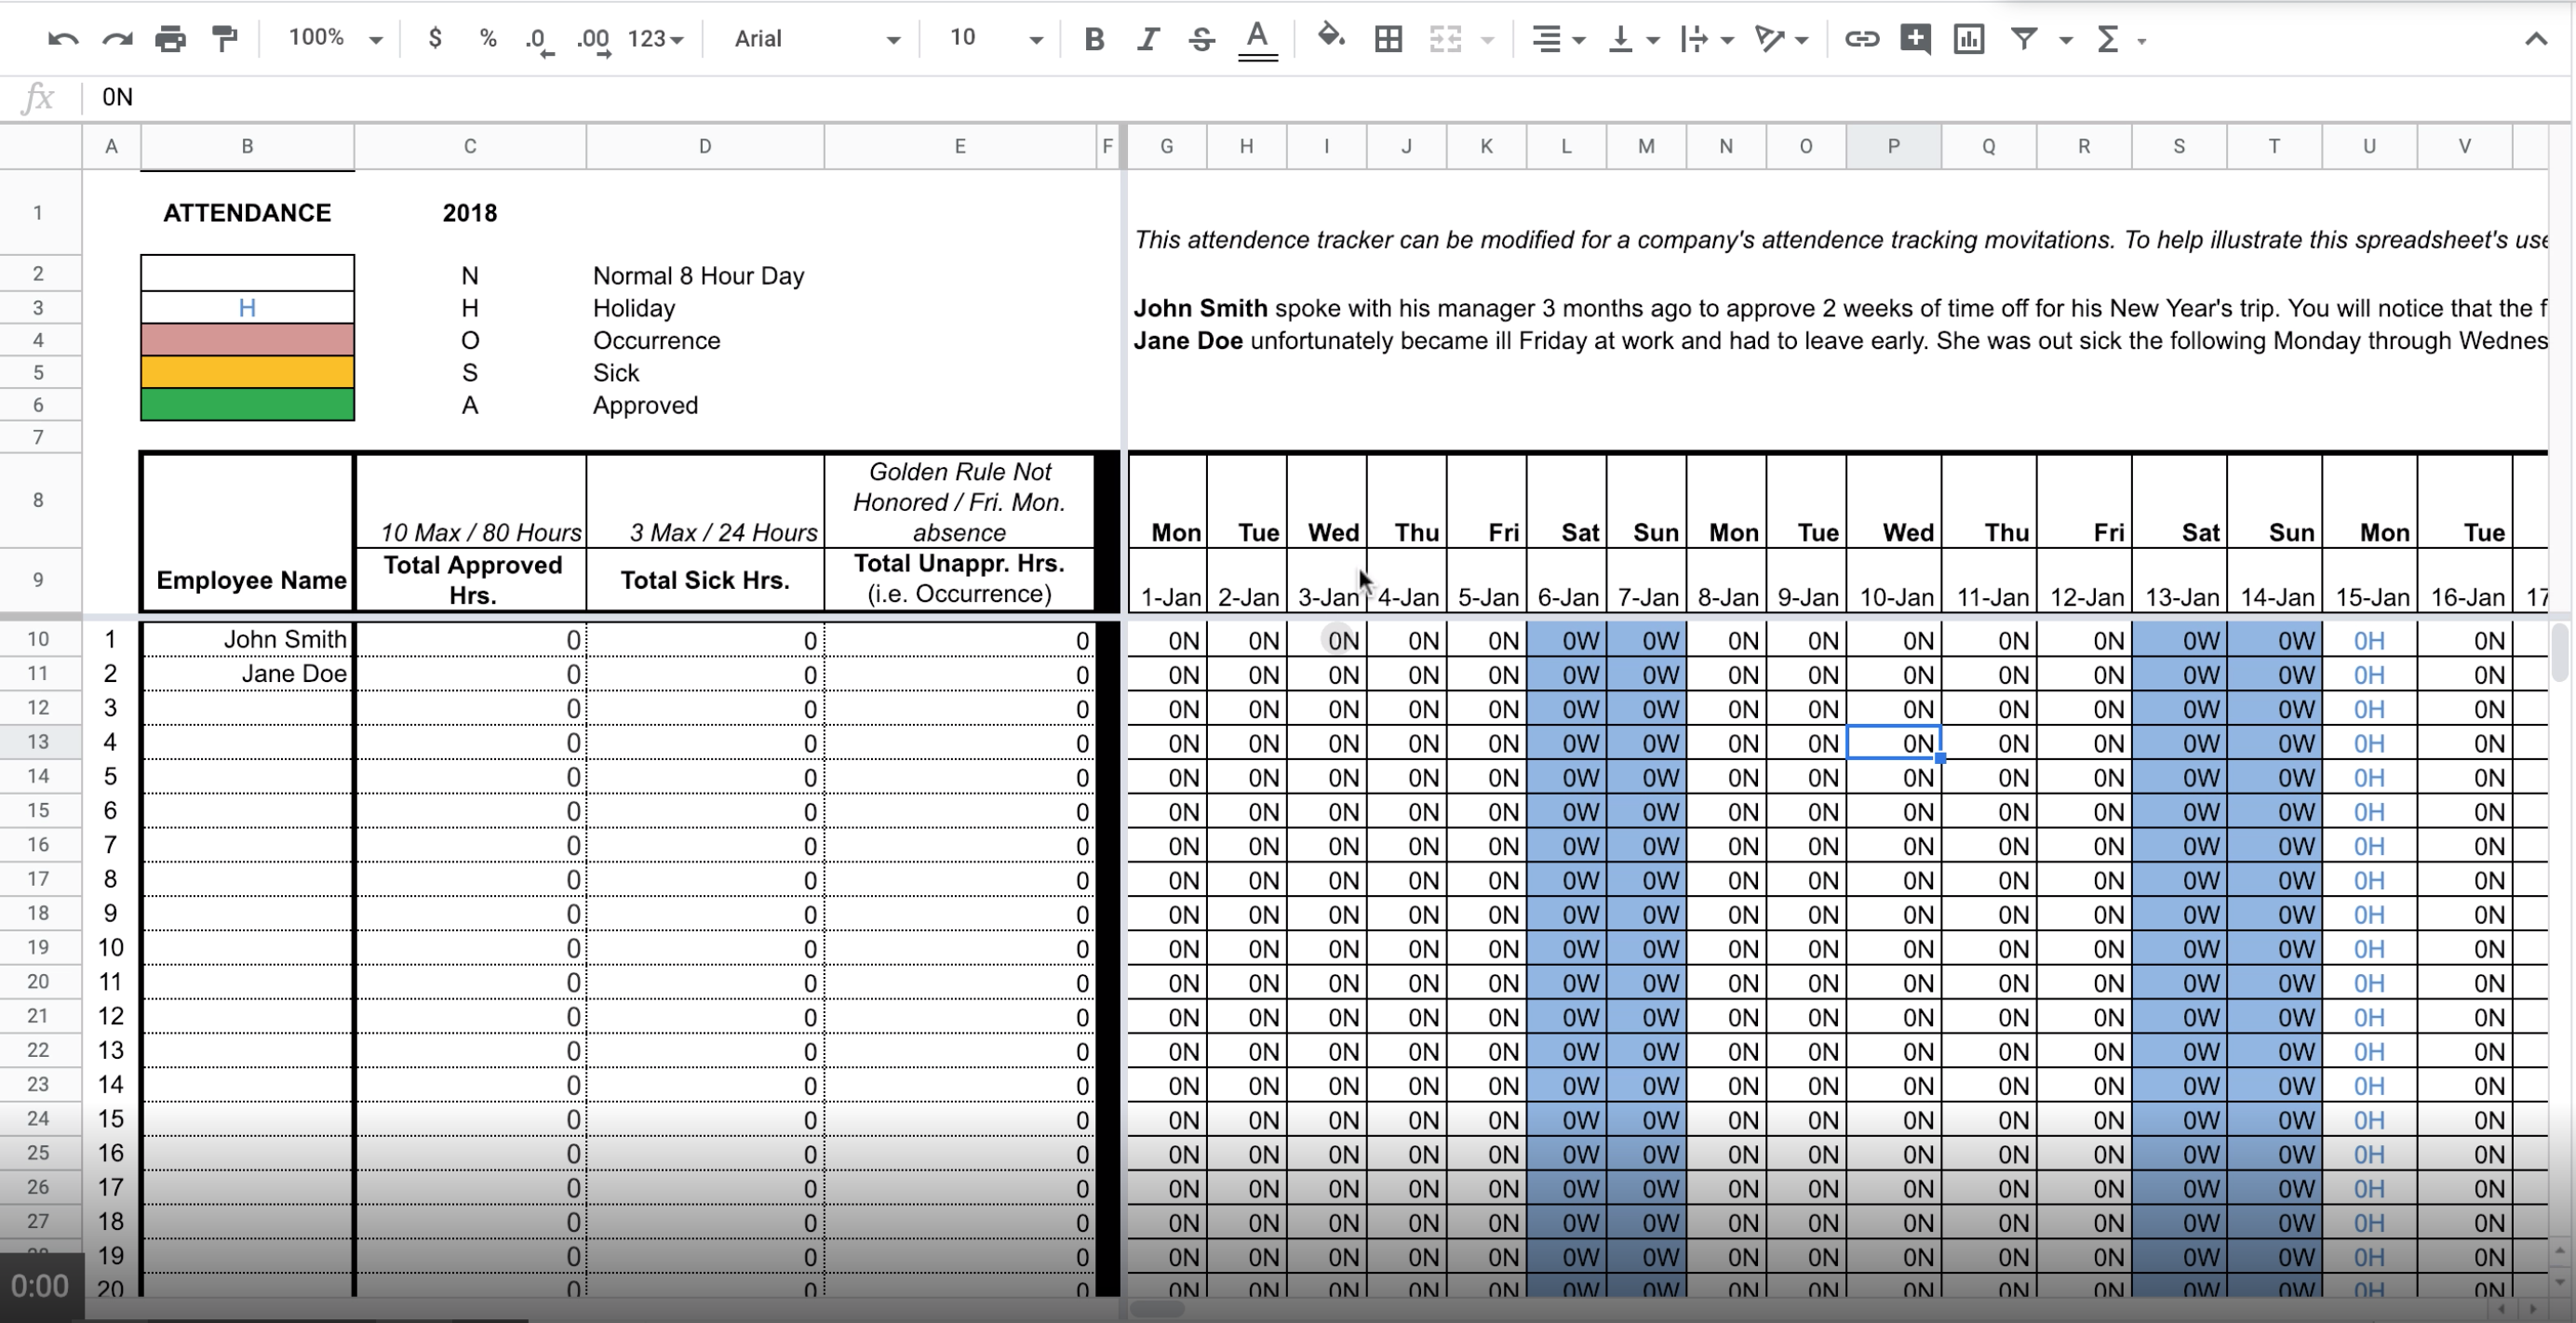 100% $ % .0 .00 123 Arial 10 B I S A Σ
fx 0N
A B C D E F G H I J K L M N O P Q R S T U V
1 ATTENDANCE 2018
This attendence tracker can be modified for a company's attendence tracking movitations. To help illustrate this spreadsheet's use
2 N Normal 8 Hour Day
3 H H Holiday John Smith spoke with his manager 3 months ago to approve 2 weeks of time off for his New Year's trip. You will notice that the f
4 O Occurrence Jane Doe unfortunately became ill Friday at work and had to leave early. She was out sick the following Monday through Wednes
5 S Sick
6 A Approved
7
Golden Rule Not
8 Honored / Fri. Mon.
10 Max / 80 Hours 3 Max / 24 Hours absence Mon Tue Wed Thu Fri Sat Sun Mon Tue Wed Thu Fri Sat Sun Mon Tue
Total Approved Total Unappr. Hrs.
9 Employee Name Total Sick Hrs.
Hrs. (i.e. Occurrence) 1-Jan 2-Jan 3-Jan 4-Jan 5-Jan 6-Jan 7-Jan 8-Jan 9-Jan 10-Jan 11-Jan 12-Jan 13-Jan 14-Jan 15-Jan 16-Jan 17
10 1 John Smith 0 0 0 0N 0N 0N 0N 0N 0W 0W 0N 0N 0N 0N 0N 0W 0W 0H 0N
11 2 Jane Doe 0 0 0 0N 0N 0N 0N 0N 0W 0W 0N 0N 0N 0N 0N 0W 0W 0H 0N
12 3 0 0 0 0N 0N 0N 0N 0N 0W 0W 0N 0N 0N 0N 0N 0W 0W 0H 0N
13 4 0 0 0 0N 0N 0N 0N 0N 0W 0W 0N 0N 0N 0N 0N 0W 0W 0H 0N
14 5 0 0 0 0N 0N 0N 0N 0N 0W 0W 0N 0N 0N 0N 0N 0W 0W 0H 0N
15 6 0 0 0 0N 0N 0N 0N 0N 0W 0W 0N 0N 0N 0N 0N 0W 0W 0H 0N
16 7 0 0 0 0N 0N 0N 0N 0N 0W 0W 0N 0N 0N 0N 0N 0W 0W 0H 0N
17 8 0 0 0 0N 0N 0N 0N 0N 0W 0W 0N 0N 0N 0N 0N 0W 0W 0H 0N
18 9 0 0 0 0N 0N 0N 0N 0N 0W 0W 0N 0N 0N 0N 0N 0W 0W 0H 0N
19 10 0 0 0 0N 0N 0N 0N 0N 0W 0W 0N 0N 0N 0N 0N 0W 0W 0H 0N
20 11 0 0 0 0N 0N 0N 0N 0N 0W 0W 0N 0N 0N 0N 0N 0W 0W 0H 0N
21 12 0 0 0 0N 0N 0N 0N 0N 0W 0W 0N 0N 0N 0N 0N 0W 0W 0H 0N
22 13 0 0 0 0N 0N 0N 0N 0N 0W 0W 0N 0N 0N 0N 0N 0W 0W 0H 0N
23 14 0 0 0 0N 0N 0N 0N 0N 0W 0W 0N 0N 0N 0N 0N 0W 0W 0H 0N
24 15 0 0 0 0N 0N 0N 0N 0N 0W 0W 0N 0N 0N 0N 0N 0W 0W 0H 0N
25 16 0 0 0 0N 0N 0N 0N 0N 0W 0W 0N 0N 0N 0N 0N 0W 0W 0H 0N
26 17 0 0 0 0N 0N 0N 0N 0N 0W 0W 0N 0N 0N 0N 0N 0W 0W 0H 0N
27 18 0 0 0 0N 0N 0N 0N 0N 0W 0W 0N 0N 0N 0N 0N 0W 0W 0H 0N
19 0 0 0 0N 0N 0N 0N 0N 0W 0W 0N 0N 0N 0N 0N 0W 0W 0H 0N
20 0 0 0 0N 0N 0N 0N 0N 0W 0W 0N 0N 0N 0N 0N 0W 0W 0H 0N
0:00